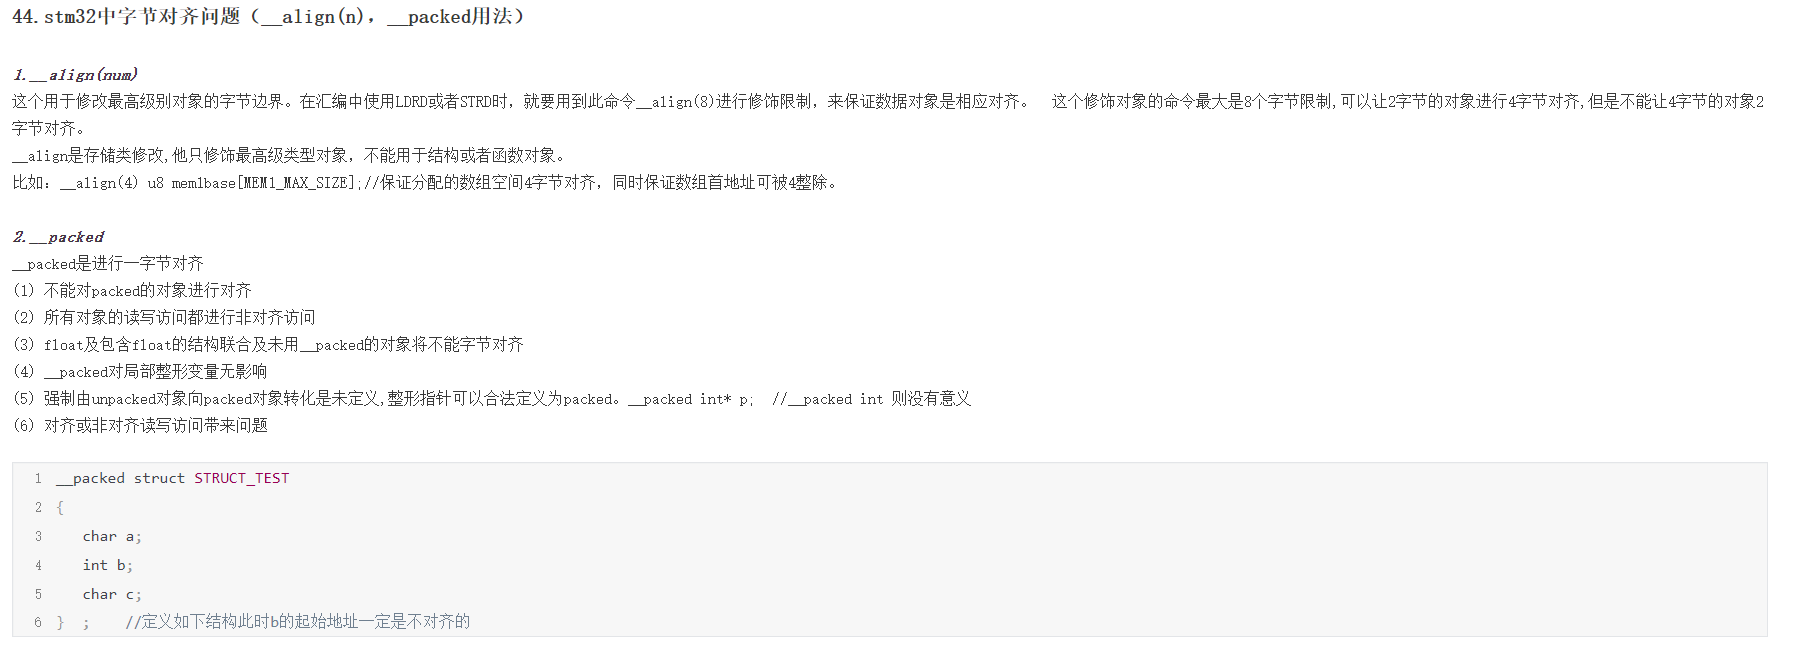 44.stm32中字节对齐问题（__align(n)，__packed用法）
1.__align(num)
这个用于修改最高级别对象的字节边界。在汇编中使用LDRD或者STRD时，就要用到此命令__align(8)进行修饰限制，来保证数据对象是相应对齐。  这个修饰对象的命令最大是8个字节限制,可以让2字节的对象进行4字节对齐,但是不能让4字节的对象2
字节对齐。
__align是存储类修改,他只修饰最高级类型对象，不能用于结构或者函数对象。
比如：__align(4) u8 mem1base[MEM1_MAX_SIZE];//保证分配的数组空间4字节对齐，同时保证数组首地址可被4整除。
2.__packed
__packed是进行一字节对齐
(1) 不能对packed的对象进行对齐
(2) 所有对象的读写访问都进行非对齐访问
(3) float及包含float的结构联合及未用__packed的对象将不能字节对齐
(4) __packed对局部整形变量无影响
(5) 强制由unpacked对象向packed对象转化是未定义,整形指针可以合法定义为packed。__packed int* p;  //__packed int 则没有意义
(6) 对齐或非对齐读写访问带来问题
1 __packed struct STRUCT_TEST
2 {
3    char a;
4    int b;
5    char c;
6 }  ;    //定义如下结构此时b的起始地址一定是不对齐的